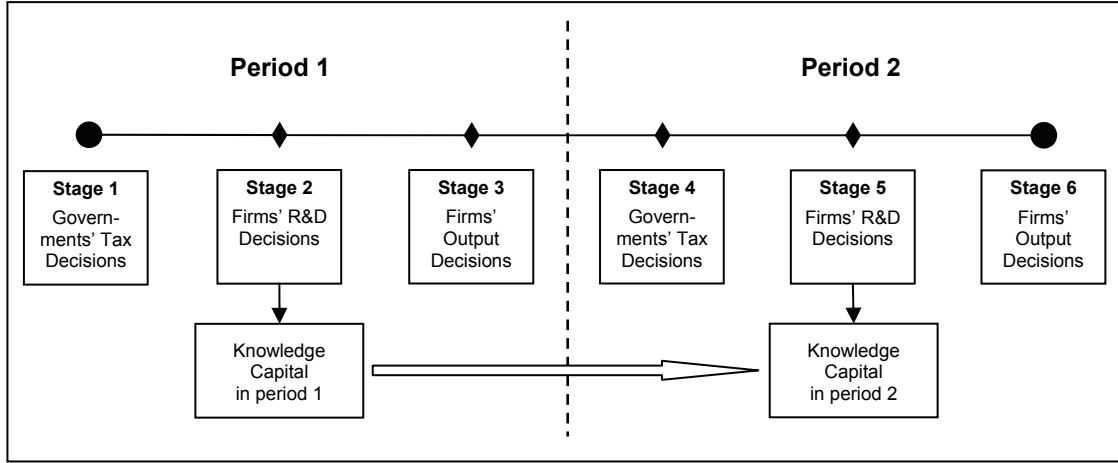 Period 1
Period 2
Stage 1
Govern-
ments' Tax
Decisions
Stage 2
Firms' R&D
Decisions
Stage 3
Firms'
Output
Decisions
Stage 4
Govern-
ments' Tax
Decisions
Stage 5
Firms' R&D
Decisions
Stage 6
Firms'
Output
Decisions
Knowledge
Capital
in period 1
Knowledge
Capital
in period 2